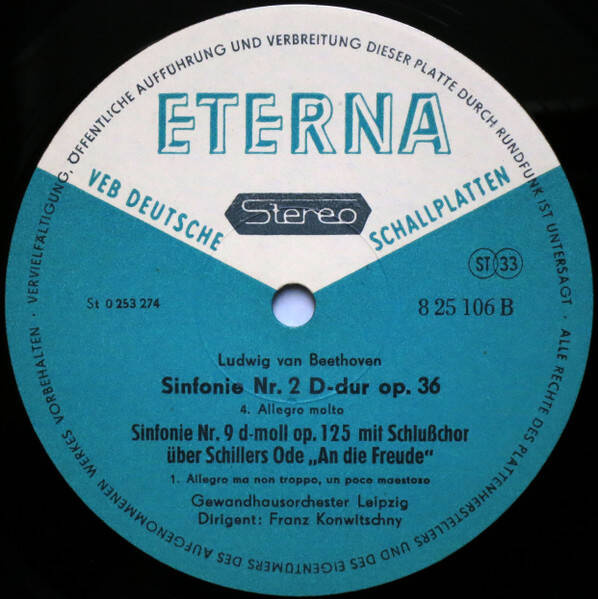 ETERNA
VEB DEUTSCHE SCHALLPLATTEN
Stereo
ST 33
St 0 253 274
8 25 106 B
Ludwig van Beethoven
Sinfonie Nr. 2 D-dur op. 36
4. Allegro molto
Sinfonie Nr. 9 d-moll op. 125 mit Schlußchor
über Schillers Ode „An die Freude“
1. Allegro ma non troppo, un poco maestoso
Gewandhausorchester Leipzig
Dirigent: Franz Konwitschny
ALLE RECHTE DES PLATTENHERSTELLERS UND DES EIGENTÜMERS DES AUFGENOMMENEN WERKES VORBEHALTEN · VERVIELFÄLTIGUNG, ÖFFENTLICHE AUFFÜHRUNG UND VERBREITUNG DIESER PLATTE DURCH RUNDFUNK IST UNTERSAGT ·